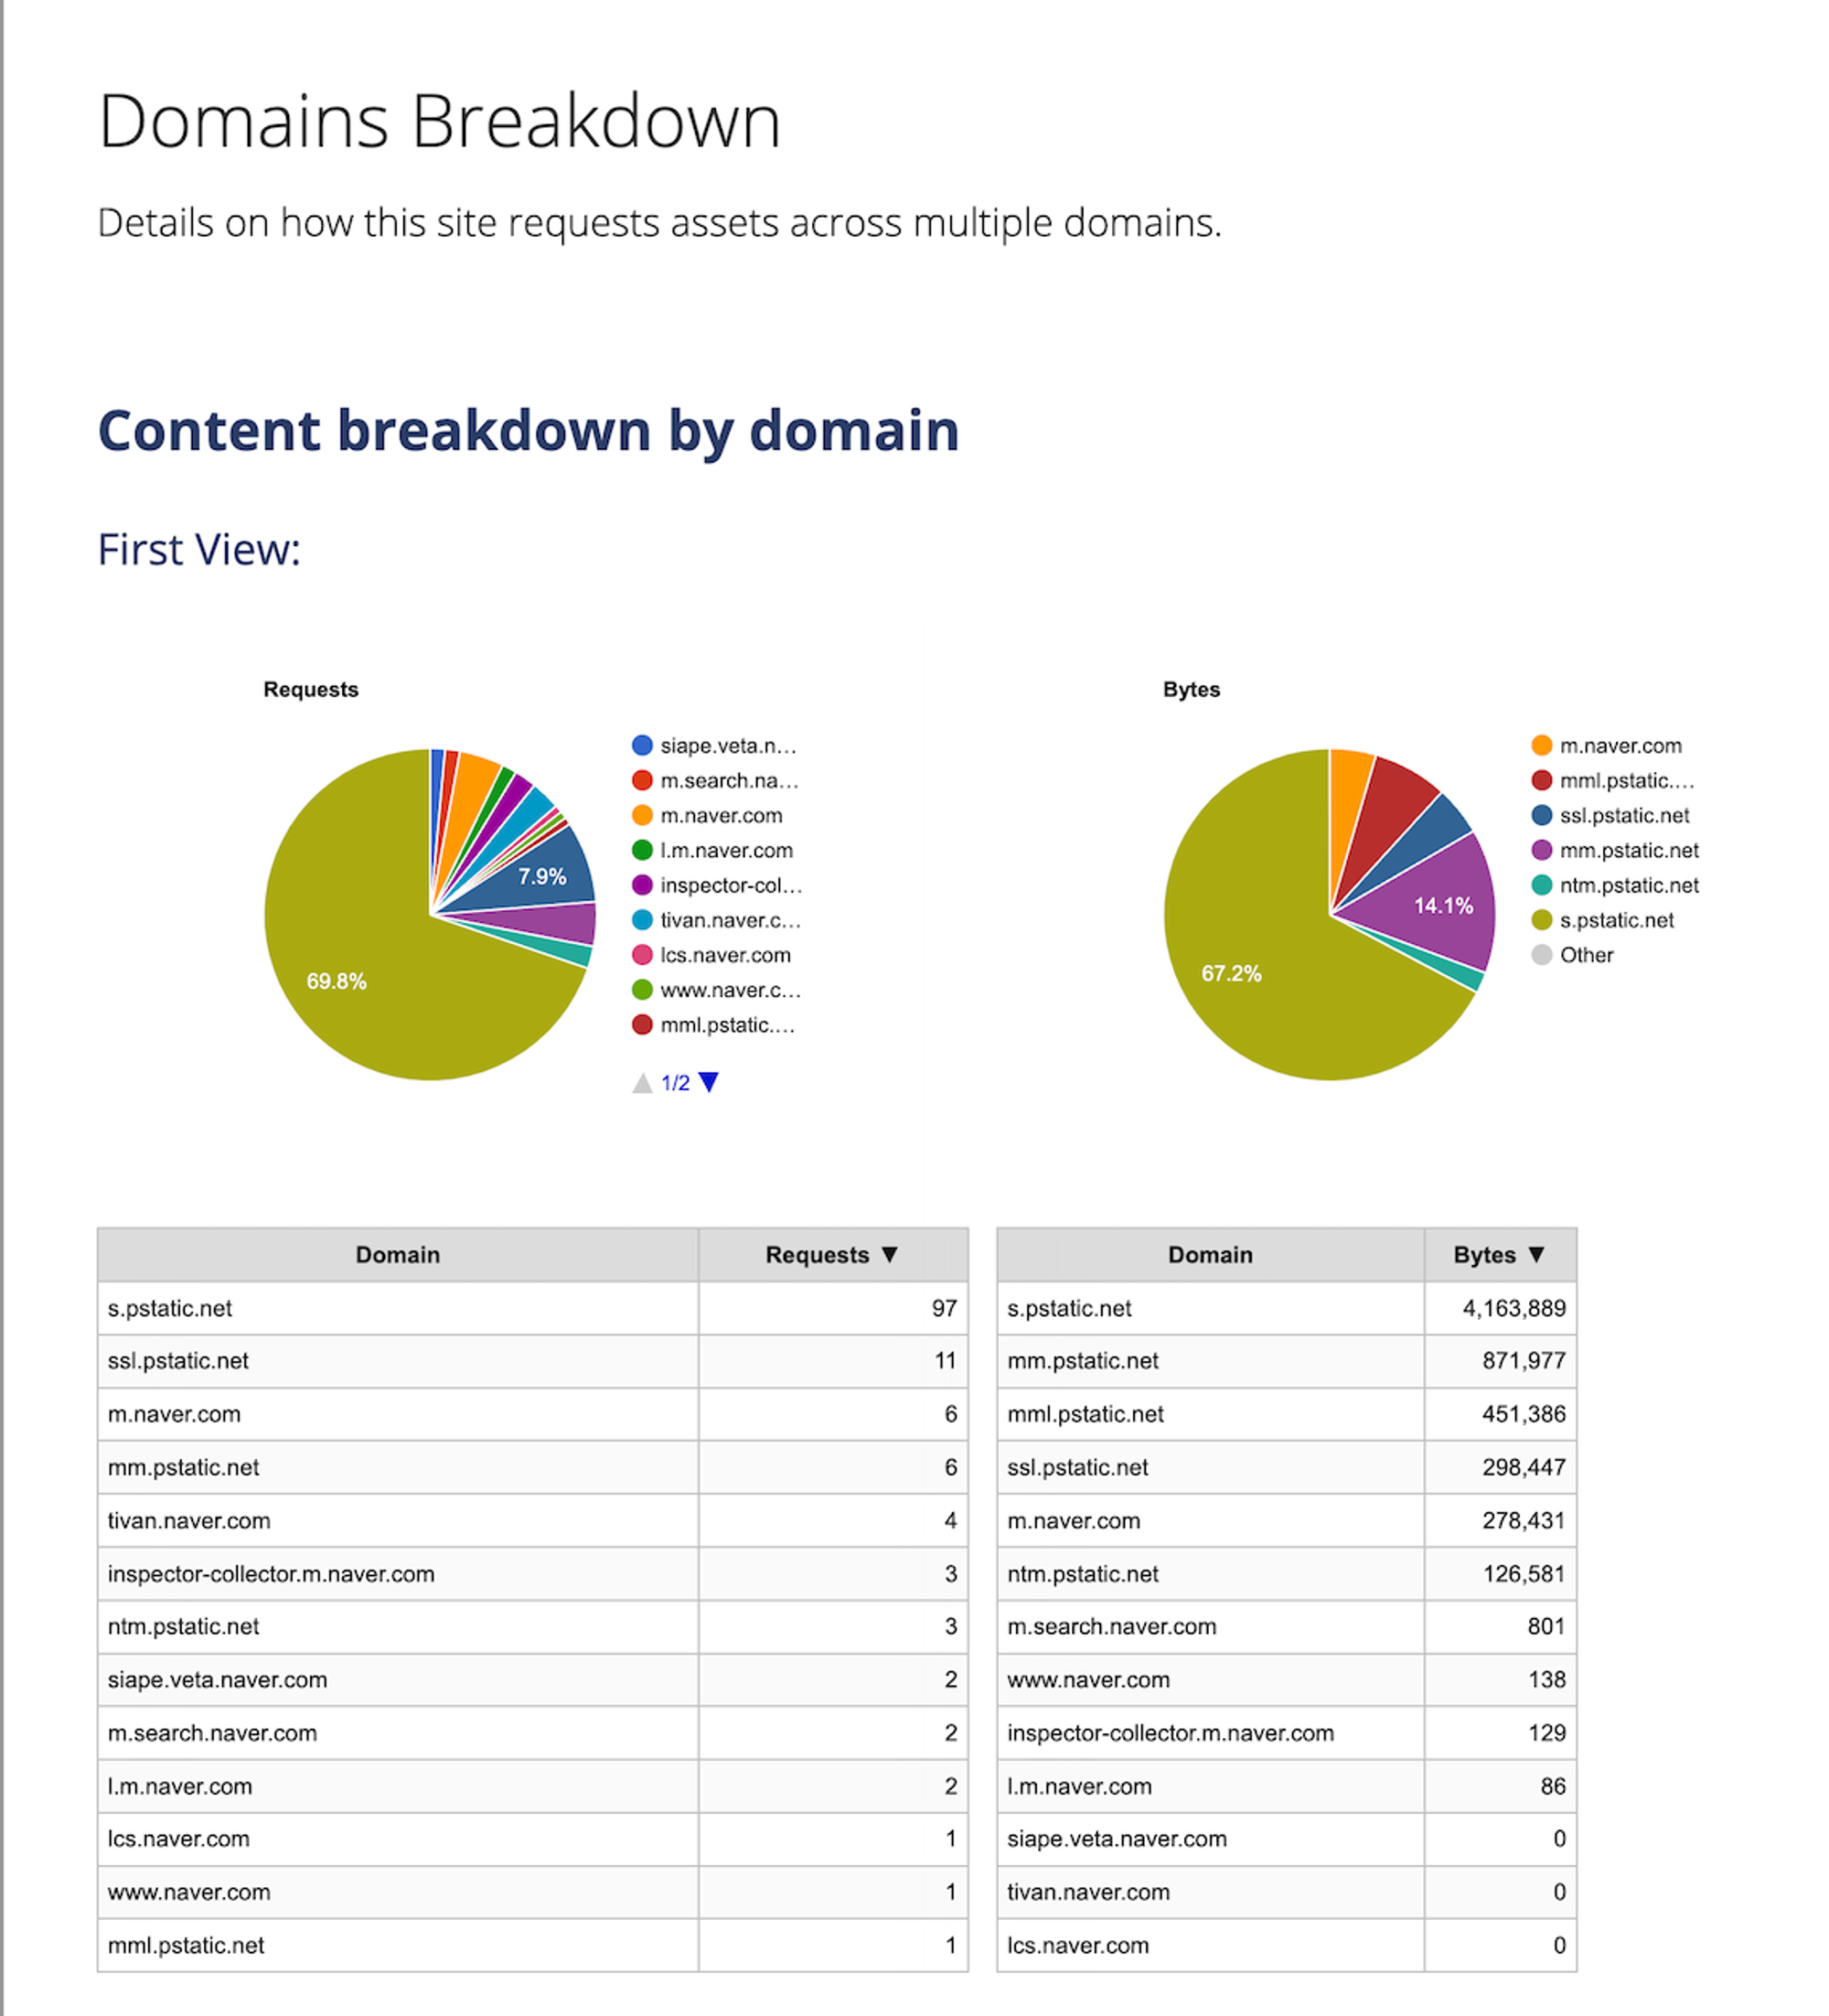 Domains Breakdown
Details on how this site requests assets across multiple domains.
Content breakdown by domain
First View:
Requests
siape.veta.n...
m.search.na...
m.naver.com
l.m.naver.com
inspector-col...
tivan.naver.c...
lcs.naver.com
www.naver.c...
mml.pstatic....
▲ 1/2 ▼
7.9%
69.8%
Bytes
m.naver.com
mml.pstatic....
ssl.pstatic.net
mm.pstatic.net
ntm.pstatic.net
s.pstatic.net
Other
14.1%
67.2%
Domain Requests ▼
s.pstatic.net 97
ssl.pstatic.net 11
m.naver.com 6
mm.pstatic.net 6
tivan.naver.com 4
inspector-collector.m.naver.com 3
ntm.pstatic.net 3
siape.veta.naver.com 2
m.search.naver.com 2
l.m.naver.com 2
lcs.naver.com 1
www.naver.com 1
mml.pstatic.net 1
Domain Bytes ▼
s.pstatic.net 4,163,889
mm.pstatic.net 871,977
mml.pstatic.net 451,386
ssl.pstatic.net 298,447
m.naver.com 278,431
ntm.pstatic.net 126,581
m.search.naver.com 801
www.naver.com 138
inspector-collector.m.naver.com 129
l.m.naver.com 86
siape.veta.naver.com 0
tivan.naver.com 0
lcs.naver.com 0